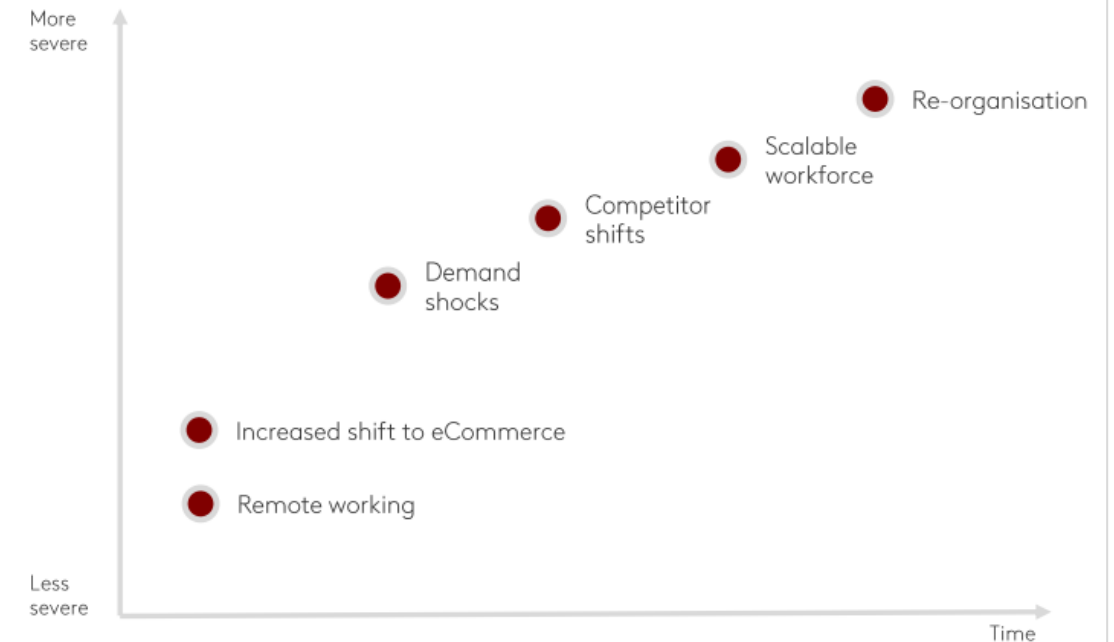 More
severe
Re-organisation
Scalable
workforce
Competitor
shifts
Demand
shocks
Increased shift to eCommerce
Remote working
Less
severe
Time